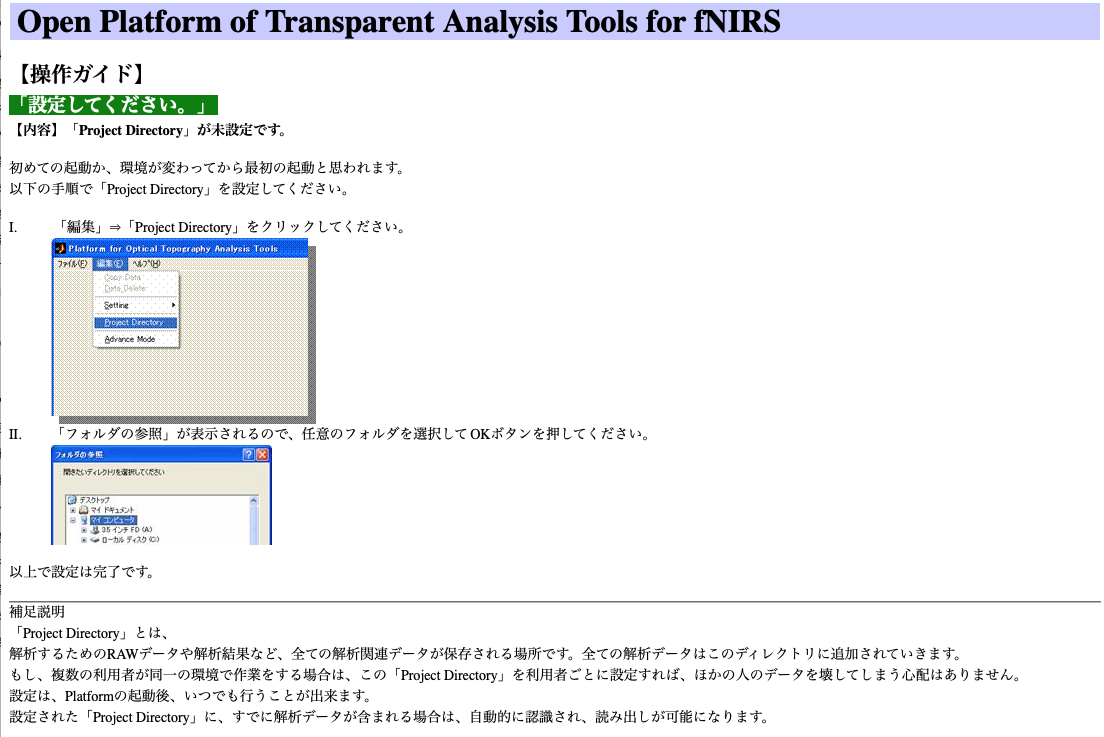 Open Platform of Transparent Analysis Tools for fNIRS
【操作ガイド】
「設定してください。」
【内容】「Project Directory」が未設定です。
初めての起動か、環境が変わってから最初の起動と思われます。
以下の手順で「Project Directory」を設定してください。
I. 「編集」⇒「Project Directory」をクリックしてください。
Platform for Optical Topography Analysis Tools
ファイル(F) 編集(E) ヘルプ(H)
Copy Data
Data Delete
Setting
Project Directory
Advance Mode
II. 「フォルダの参照」が表示されるので、任意のフォルダを選択してOKボタンを押してください。
フォルダの参照
開きたいディレクトリを選択してください
デスクトップ
マイ ドキュメント
マイ コンピュータ
3.5 インチ FD (A:)
ローカル ディスク (C:)
以上で設定は完了です。
補足説明
「Project Directory」とは、
解析するためのRAWデータや解析結果など、全ての解析関連データが保存される場所です。全ての解析データはこのディレクトリに追加されていきます。
もし、複数の利用者が同一の環境で作業をする場合は、この「Project Directory」を利用者ごとに設定すれば、ほかの人のデータを壊してしまう心配はありません。
設定は、Platformの起動後、いつでも行うことが出来ます。
設定された「Project Directory」に、すでに解析データが含まれる場合は、自動的に認識され、読み出しが可能になります。